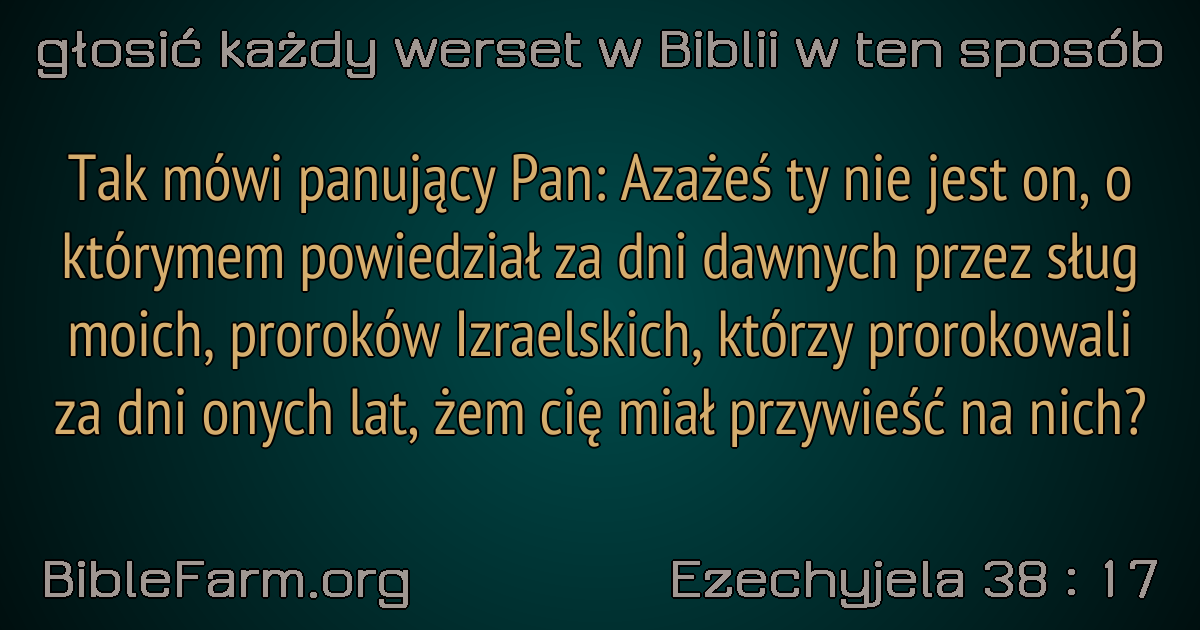 głosić każdy werset w Biblii w ten sposób
Tak mówi panujący Pan: Azażeś ty nie jest on, o
którymem powiedział za dni dawnych przez sług
moich, proroków Izraelskich, którzy prorokowali
za dni onych lat, żem cię miał przywieść na nich?
BibleFarm.org
Ezechyjela 38 : 17